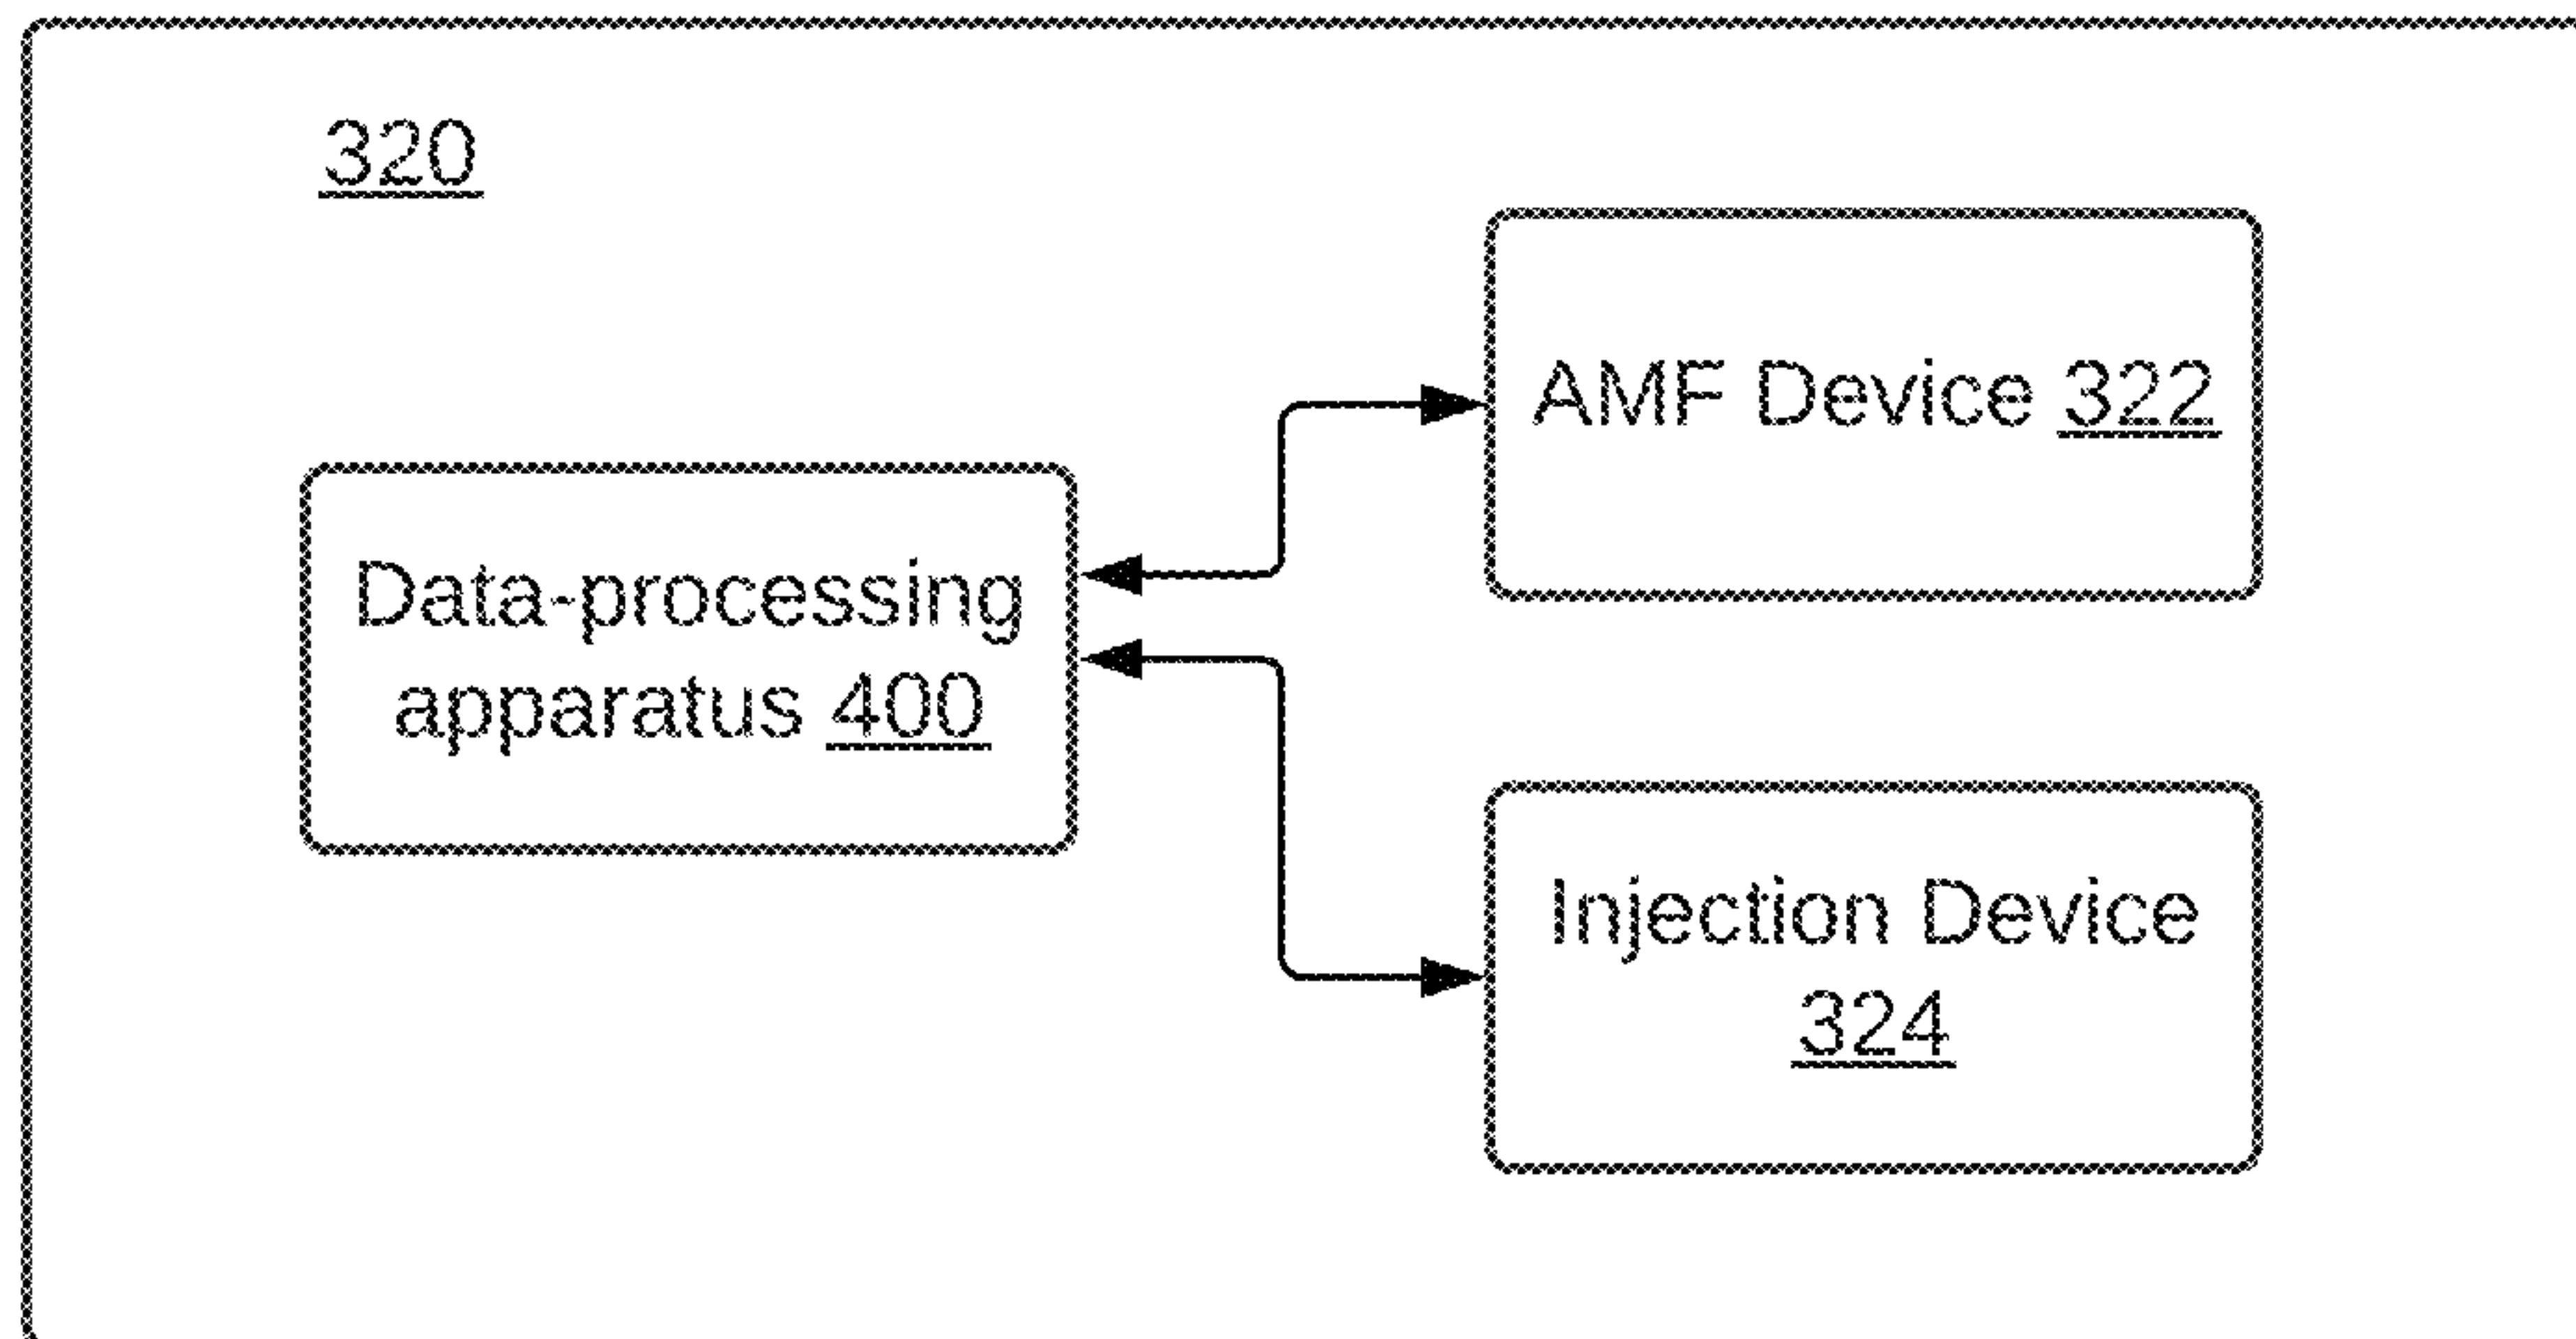 320
AMF Device 322
Data-processing
apparatus 400
Injection Device
324